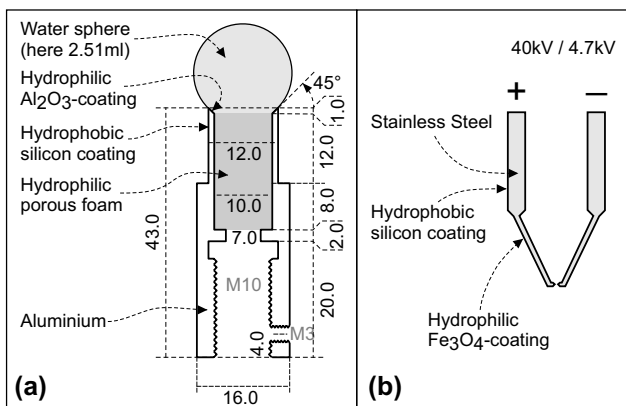 Water sphere
(here 2.51ml)
Hydrophilic
Al2O3-coating
Hydrophobic
silicon coating
Hydrophilic
porous foam
Aluminium
45°
1.0
12.0
12.0
10.0
8.0
7.0
2.0
43.0
M10
20.0
M3
4.0
16.0
(a)
40kV / 4.7kV
+ −
Stainless Steel
Hydrophobic
silicon coating
Hydrophilic
Fe3O4-coating
(b)